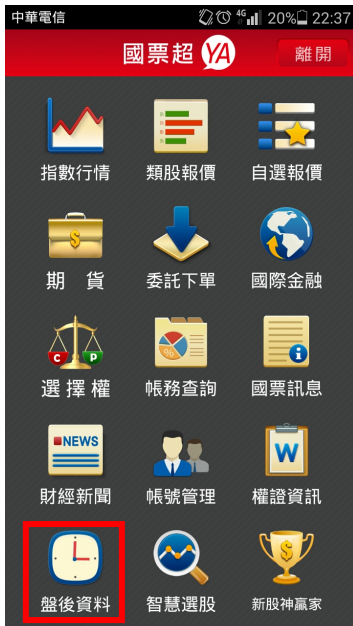 中華電信 4G 20% 22:37
國票超 YA 離開
指數行情 類股報價 自選報價
$
期 貨 委託下單 國際金融
C P % i
選擇權 帳務查詢 國票訊息
NEWS W
財經新聞 帳號管理 權證資訊
$
盤後資料 智慧選股 新股神贏家